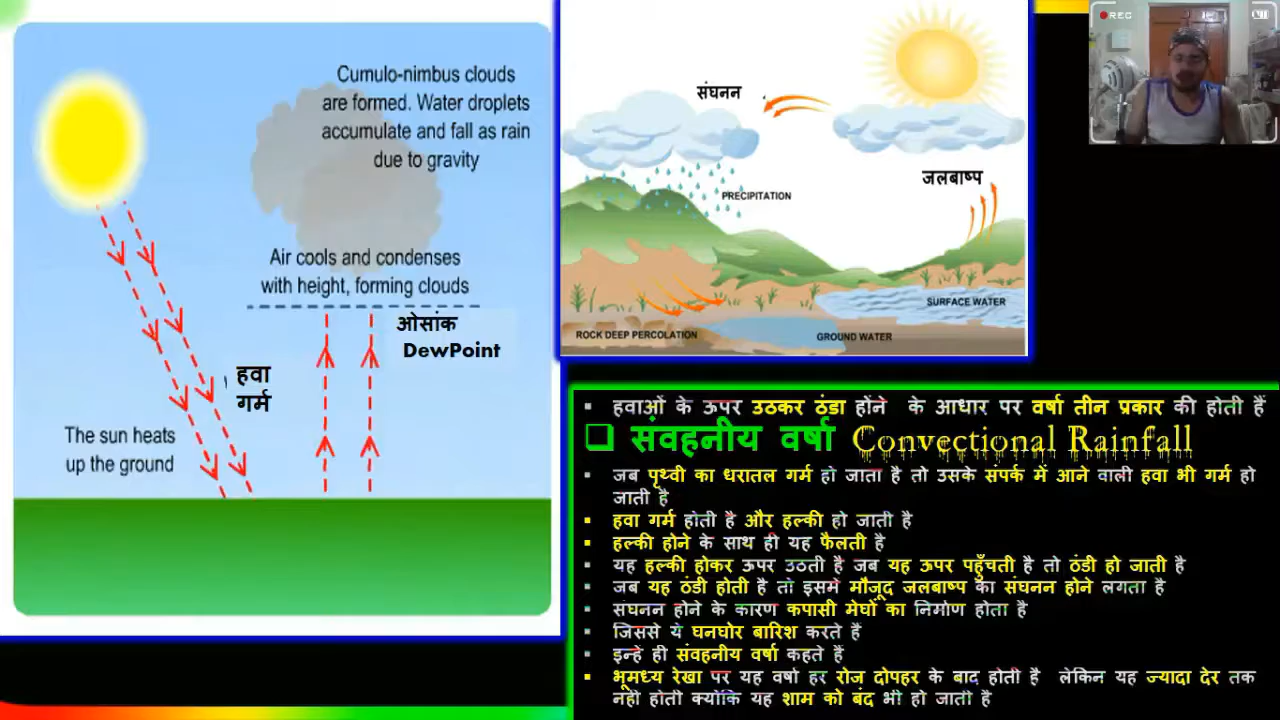 Cumulo-nimbus clouds
are formed. Water droplets
accumulate and fall as rain
due to gravity
Air cools and condenses
with height, forming clouds
ओसांक
DewPoint
हवा
गर्म
The sun heats
up the ground
संघनन
जलबाष्प
PRECIPITATION
SURFACE WATER
ROCK DEEP PERCOLATION
GROUND WATER
REC
हवाओं के ऊपर उठकर ठंडा होंने के आधार पर वर्षा तीन प्रकार की होती हैं
संवहनीय वर्षा Convectional Rainfall
जब पृथ्वी का धरातल गर्म हो जाता है तो उसके संपर्क में आने वाली हवा भी गर्म हो
जाती है
हवा गर्म होती है और हल्की हो जाती है
हल्की होने के साथ ही यह फैलती है
यह हल्की होकर ऊपर उठती है जब यह ऊपर पहुँचती है तो ठंडी हो जाती है
जब यह ठंडी होती है तो इसमें मौजूद जलबाष्प का संघनन होने लगता है
संघनन होने के कारण कपासी मेघों का निर्माण होता है
जिससे ये घनघोर बारिश करते हैं
इन्हें ही संवहनीय वर्षा कहते हैं
भूमध्य रेखा पर यह वर्षा हर रोज दोपहर के बाद होती है लेकिन यह ज्यादा देर तक
नहीं होती क्योंकि यह शाम को बंद भी हो जाती है